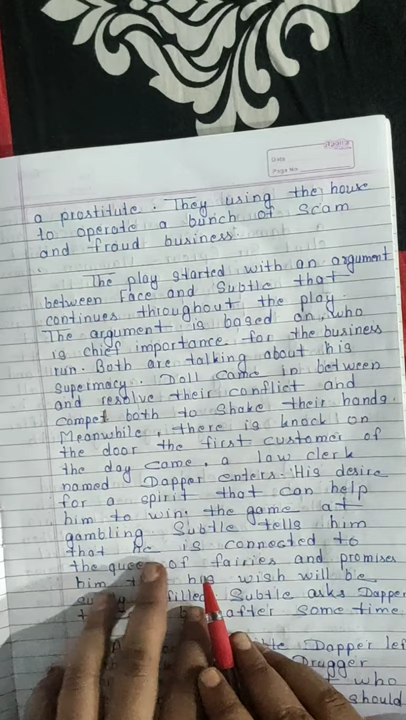 Date
Page No
a prostitute. They using the house
to operate a bunch of scam
and fraud business
The play started with an argument
between Face and Subtle that
continues throughout the play.
The argument is based on, who
is chief importance for the business
run. Both are talking about his
supermacy. Doll came in between
and resolve their conflict and
compel both to shake their hands.
Meanwhile, there is knock on
the door the first customer of
the day came, a law clerk
named Dapper enters. His desire
for a spirit that can help
him to win the game at
gambling Subtle tells him
that he is connected to
the queen of fairies and promises
him his wish will be
filled Subtle asks Dapper
after some time
Dapper lef
Drugger
who
should